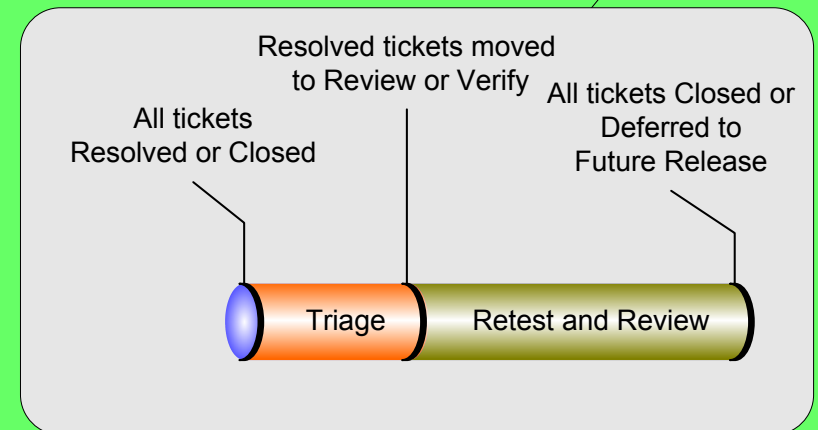 Resolved tickets moved
to Review or Verify
All tickets
Resolved or Closed
All tickets Closed or
Deferred to
Future Release
Triage
Retest and Review